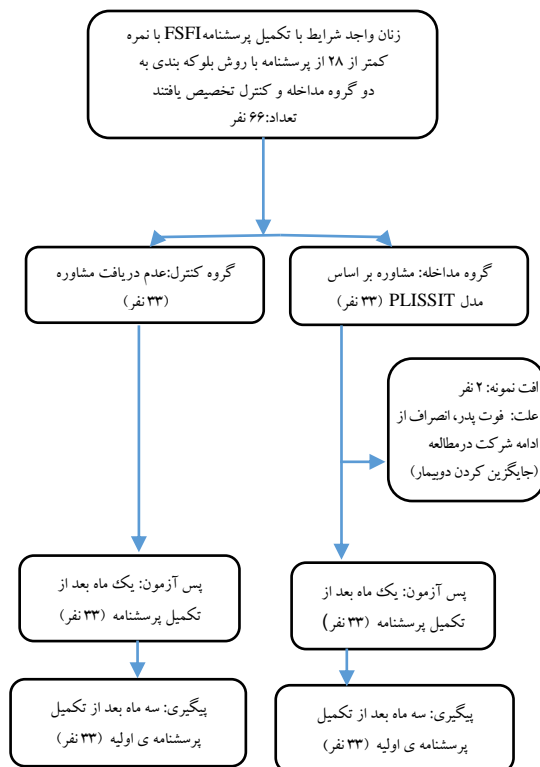 زنان واجد شرایط با تکمیل پرسشنامه FSFI با نمره
کمتر از ۲۸ از پرسشنامه با روش بلوکه بندی به
دو گروه مداخله و کنترل تخصیص یافتند
تعداد:۶۶ نفر
گروه مداخله: مشاوره بر اساس
مدل PLISSIT (۳۳ نفر)
گروه کنترل:عدم دریافت مشاوره
(۳۳ نفر)
افت نمونه: ۲ نفر
علت: فوت پدر، انصراف از
ادامه شرکت درمطالعه
(جایگزین کردن دوبیمار)
پس آزمون: یک ماه بعد از
تکمیل پرسشنامه (۳۳ نفر)
پس آزمون: یک ماه بعد از
تکمیل پرسشنامه (۳۳ نفر)
پیگیری: سه ماه بعد از تکمیل
پرسشنامه ی اولیه (۳۳ نفر)
پیگیری: سه ماه بعد از تکمیل
پرسشنامه ی اولیه (۳۳ نفر)